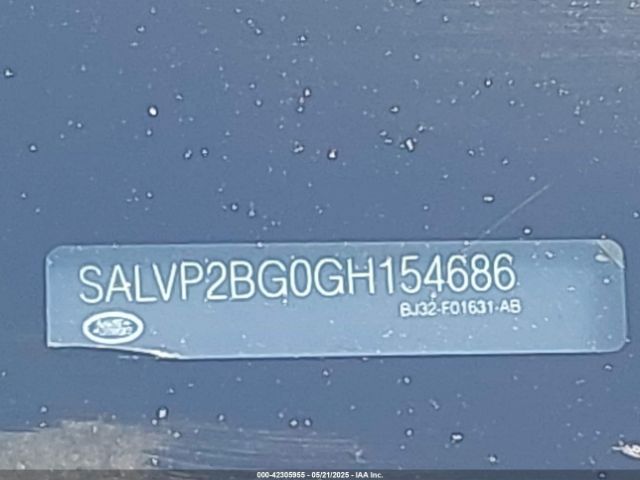 SALVP2BG0GH154686
BJ32-F01631-AB
000-42305955 - 05/21/2025 - IAA Inc.